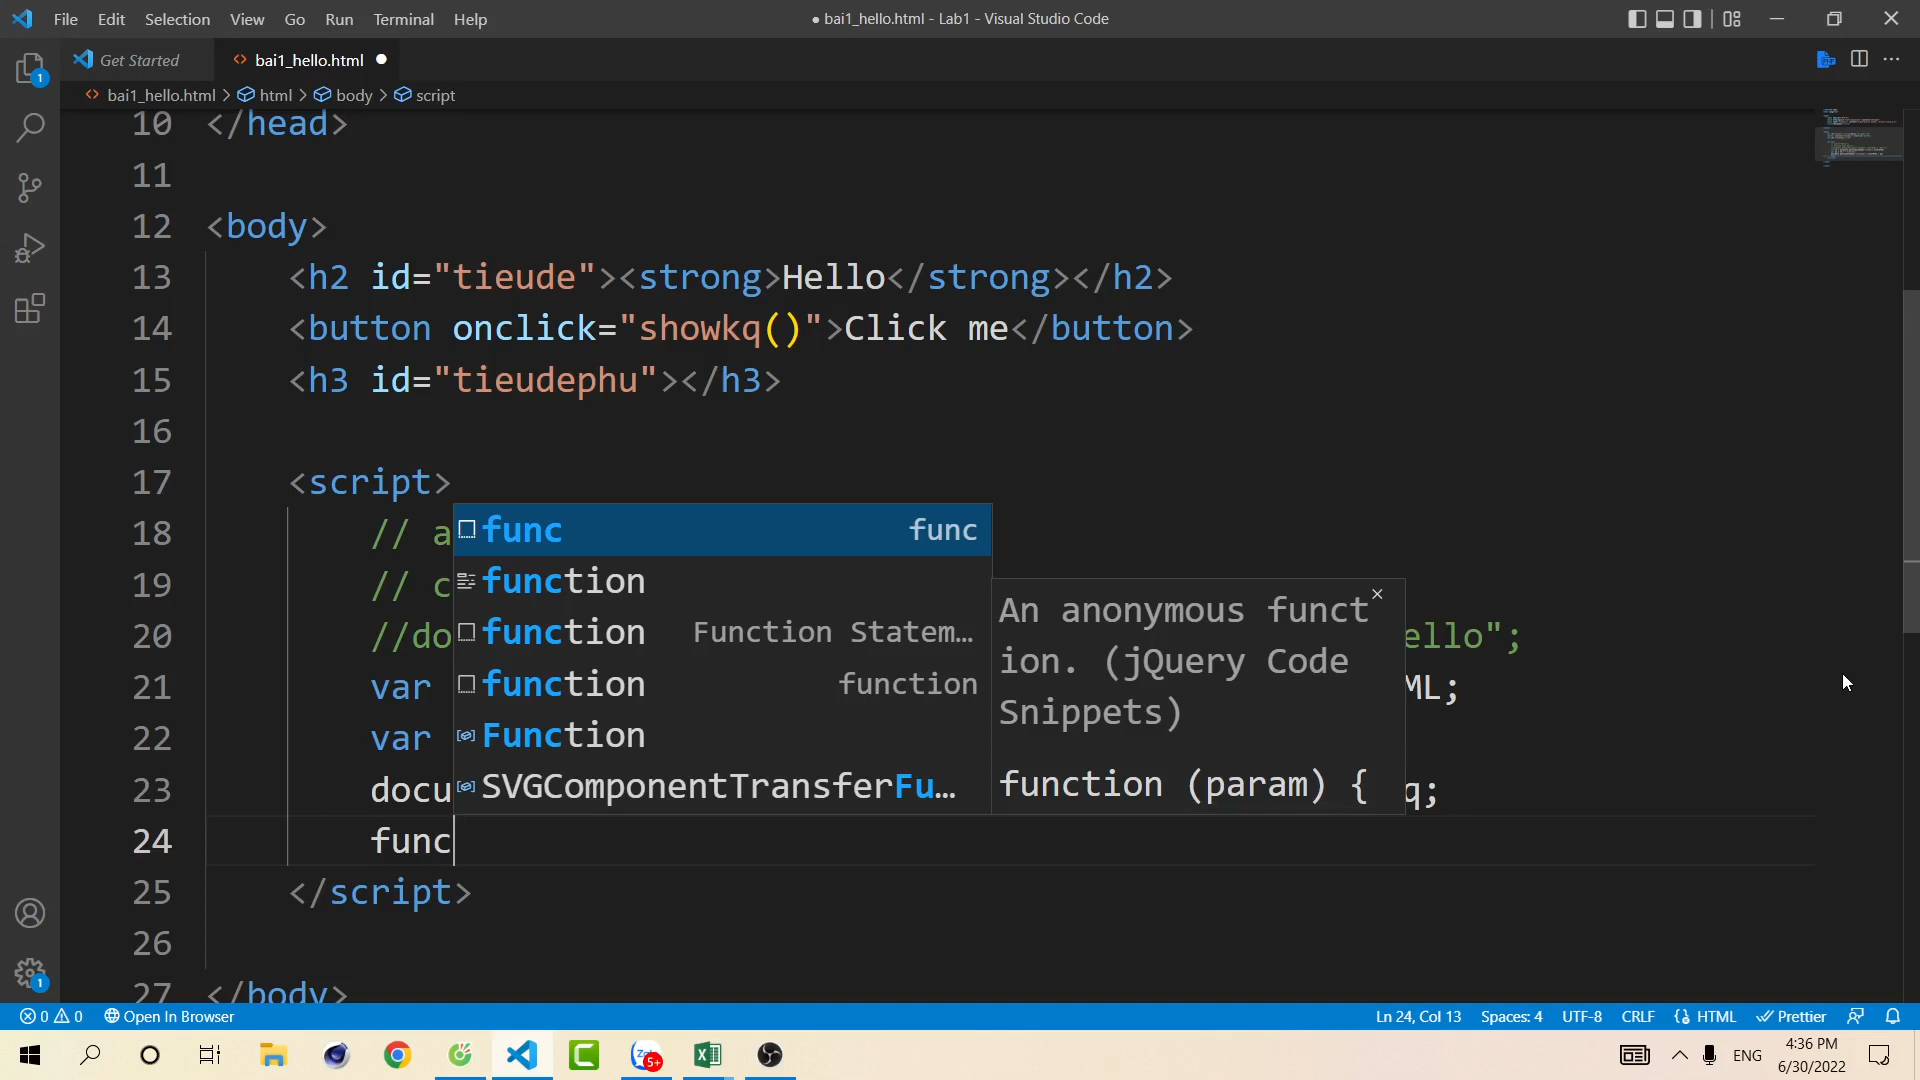 File Edit Selection View Go Run Terminal Help
● bai1_hello.html - Lab1 - Visual Studio Code
1
Get Started
<> bai1_hello.html ●
<> bai1_hello.html > html > body > script
10 </head>
11
12 <body>
13 <h2 id="tieude"><strong>Hello</strong></h2>
14 <button onclick="showkq()">Click me</button>
15 <h3 id="tieudephu"></h3>
16
17 <script>
18 // a
19 // c
20 //do ello";
21 var ML;
22 var
23 docu q;
24 func
25 </script>
26
27 </body>
func func
function
function Function Statem…
function function
Function
SVGComponentTransferFu…
An anonymous funct
ion. (jQuery Code
Snippets)
function (param) {
1
0 0 Open In Browser
Ln 24, Col 13 Spaces: 4 UTF-8 CRLF HTML Prettier
5+
ENG
4:36 PM
6/30/2022